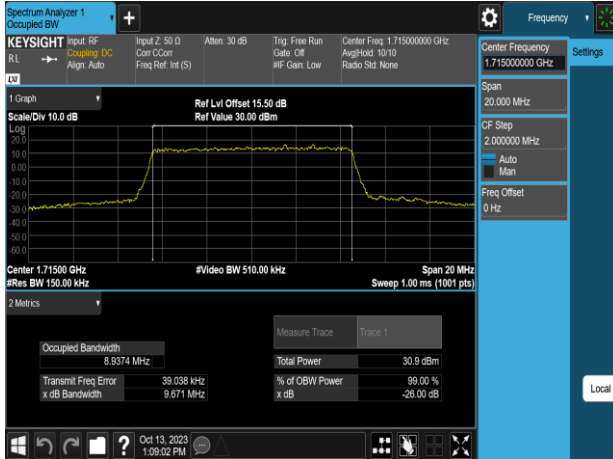 Spectrum Analyzer 1
Occupied BW
Frequency
KEYSIGHT
RL
LXI
Input: RF
Coupling: DC
Align: Auto
Input Z: 50 Ω
Corr CCorr
Freq Ref: Int (S)
Atten: 30 dB
Trig: Free Run
Gate: Off
#IF Gain: Low
Center Freq: 1.715000000 GHz
Avg|Hold: 10/10
Radio Std: None
Center Frequency
1.715000000 GHz
Settings
Span
20.000 MHz
CF Step
2.000000 MHz
Auto
Man
Freq Offset
0 Hz
Local
1 Graph
Scale/Div 10.0 dB
Ref Lvl Offset 15.50 dB
Ref Value 30.00 dBm
Log
20.0
10.0
0.00
-10.0
-20.0
-30.0
-40.0
-50.0
-60.0
Center 1.71500 GHz
#Video BW 510.00 kHz
Span 20 MHz
#Res BW 150.00 kHz
Sweep 1.00 ms (1001 pts)
2 Metrics
Measure Trace
Trace 1
Occupied Bandwidth
8.9374 MHz
Total Power
30.9 dBm
Transmit Freq Error
39.038 kHz
% of OBW Power
99.00 %
x dB Bandwidth
9.671 MHz
x dB
-26.00 dB
?
Oct 13, 2023
1:09:02 PM